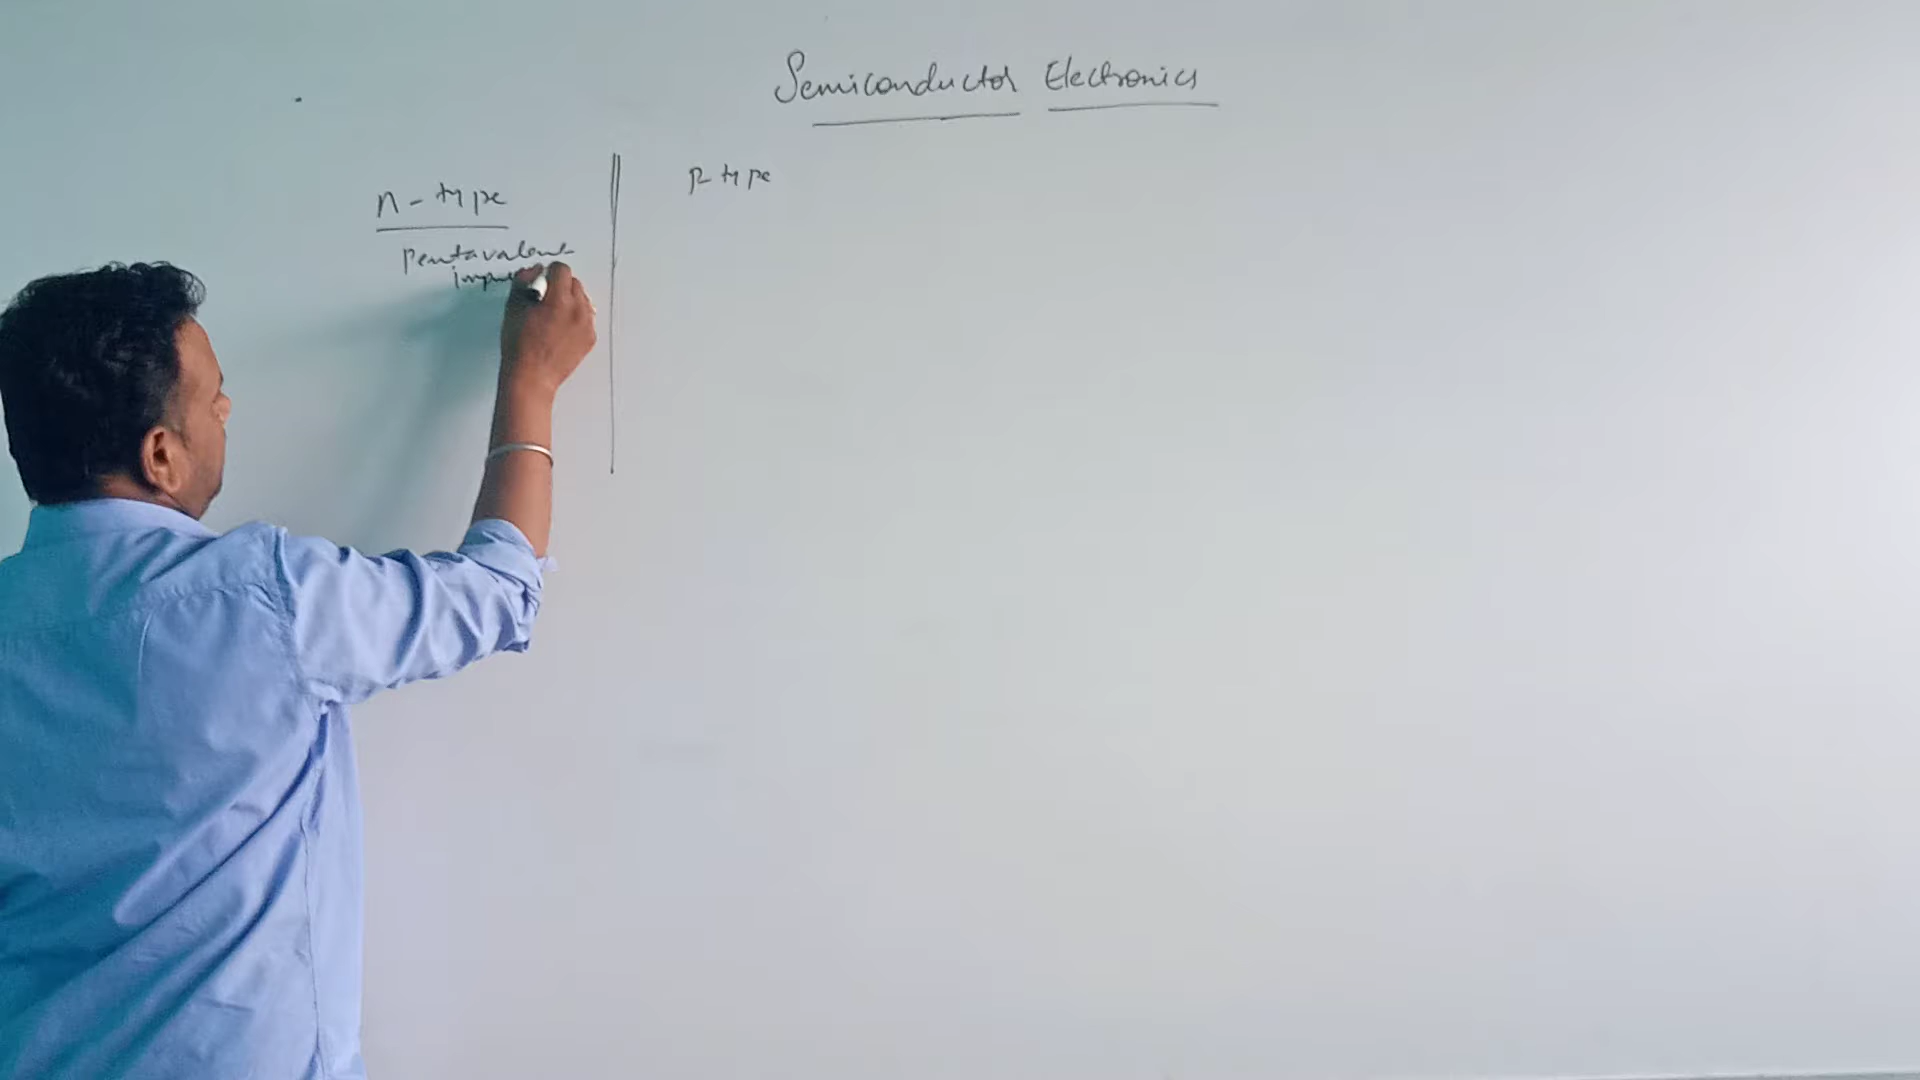 Semiconductor Electronics
n - type
pentavalent
p-type